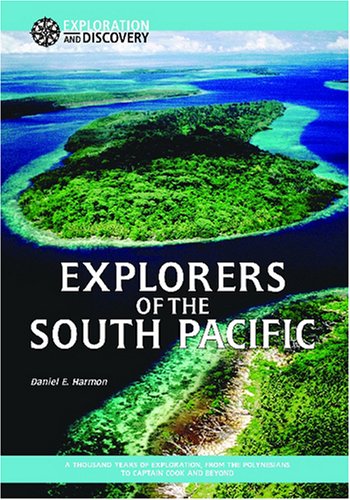 EXPLORATION
AND DISCOVERY
EXPLORERS
OF THE
SOUTH PACIFIC
Daniel E. Harmon
A THOUSAND YEARS OF EXPLORATION, FROM THE POLYNESIANS
TO CAPTAIN COOK AND BEYOND